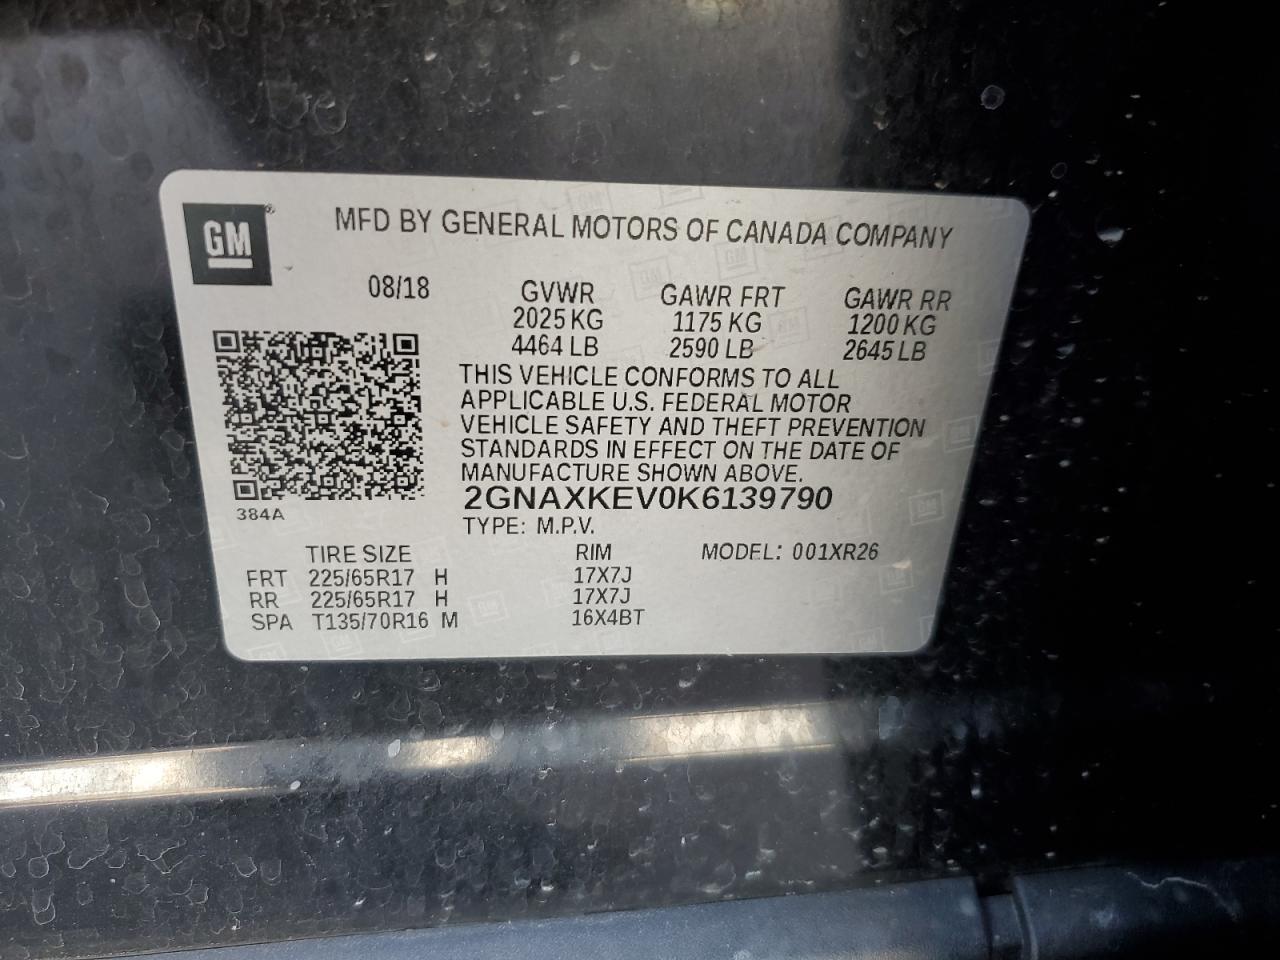 GM
MFD BY GENERAL MOTORS OF CANADA COMPANY
08/18
GVWR GAWR FRT GAWR RR
2025 KG 1175 KG 1200 KG
4464 LB 2590 LB 2645 LB
THIS VEHICLE CONFORMS TO ALL
APPLICABLE U.S. FEDERAL MOTOR
VEHICLE SAFETY AND THEFT PREVENTION
STANDARDS IN EFFECT ON THE DATE OF
MANUFACTURE SHOWN ABOVE.
2GNAXKEV0K6139790
384A
TYPE: M.P.V.
TIRE SIZE RIM MODEL: 001XR26
FRT 225/65R17 H 17X7J
RR 225/65R17 H 17X7J
SPA T135/70R16 M 16X4BT